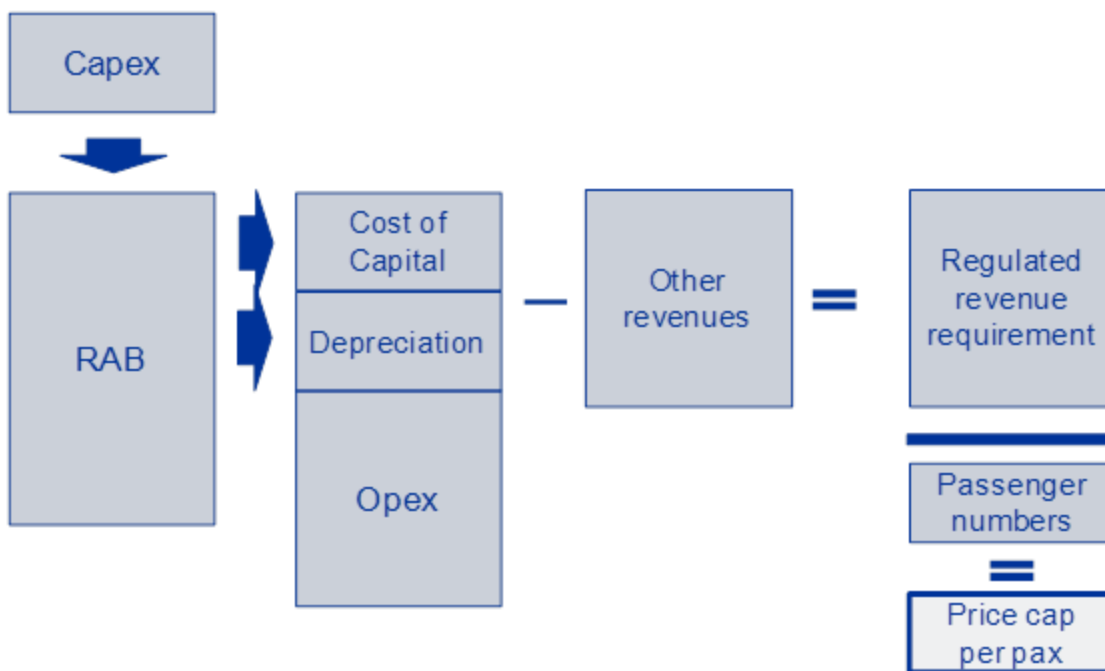 Capex
RAB
Cost of
Capital
Depreciation
Opex
Other
revenues
Regulated
revenue
requirement
Passenger
numbers
Price cap
per pax